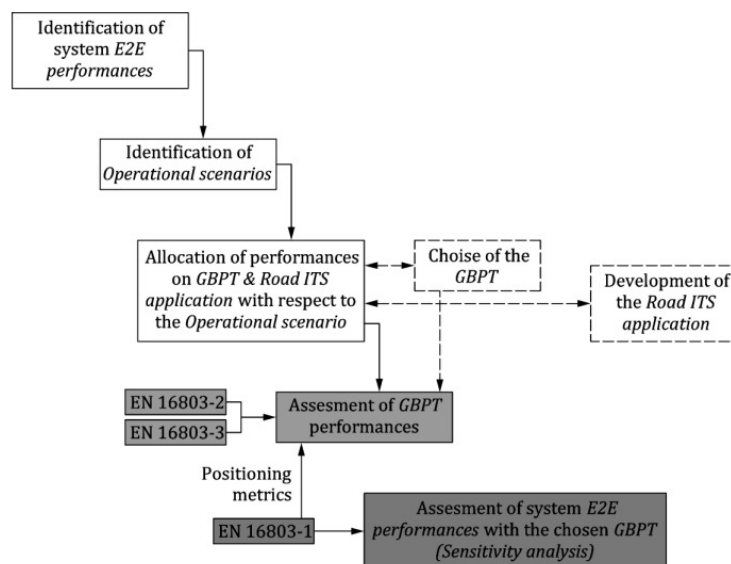 Identification of
system E2E
performances
Identification of
Operational scenarios
Allocation of performances
on GBPT & Road ITS
application with respect to
the Operational scenario
Choise of the
GBPT
Development of
the Road ITS
application
EN 16803-2
EN 16803-3
Assesment of GBPT
performances
Positioning
metrics
EN 16803-1
Assesment of system E2E
performances with the chosen GBPT
(Sensitivity analysis)